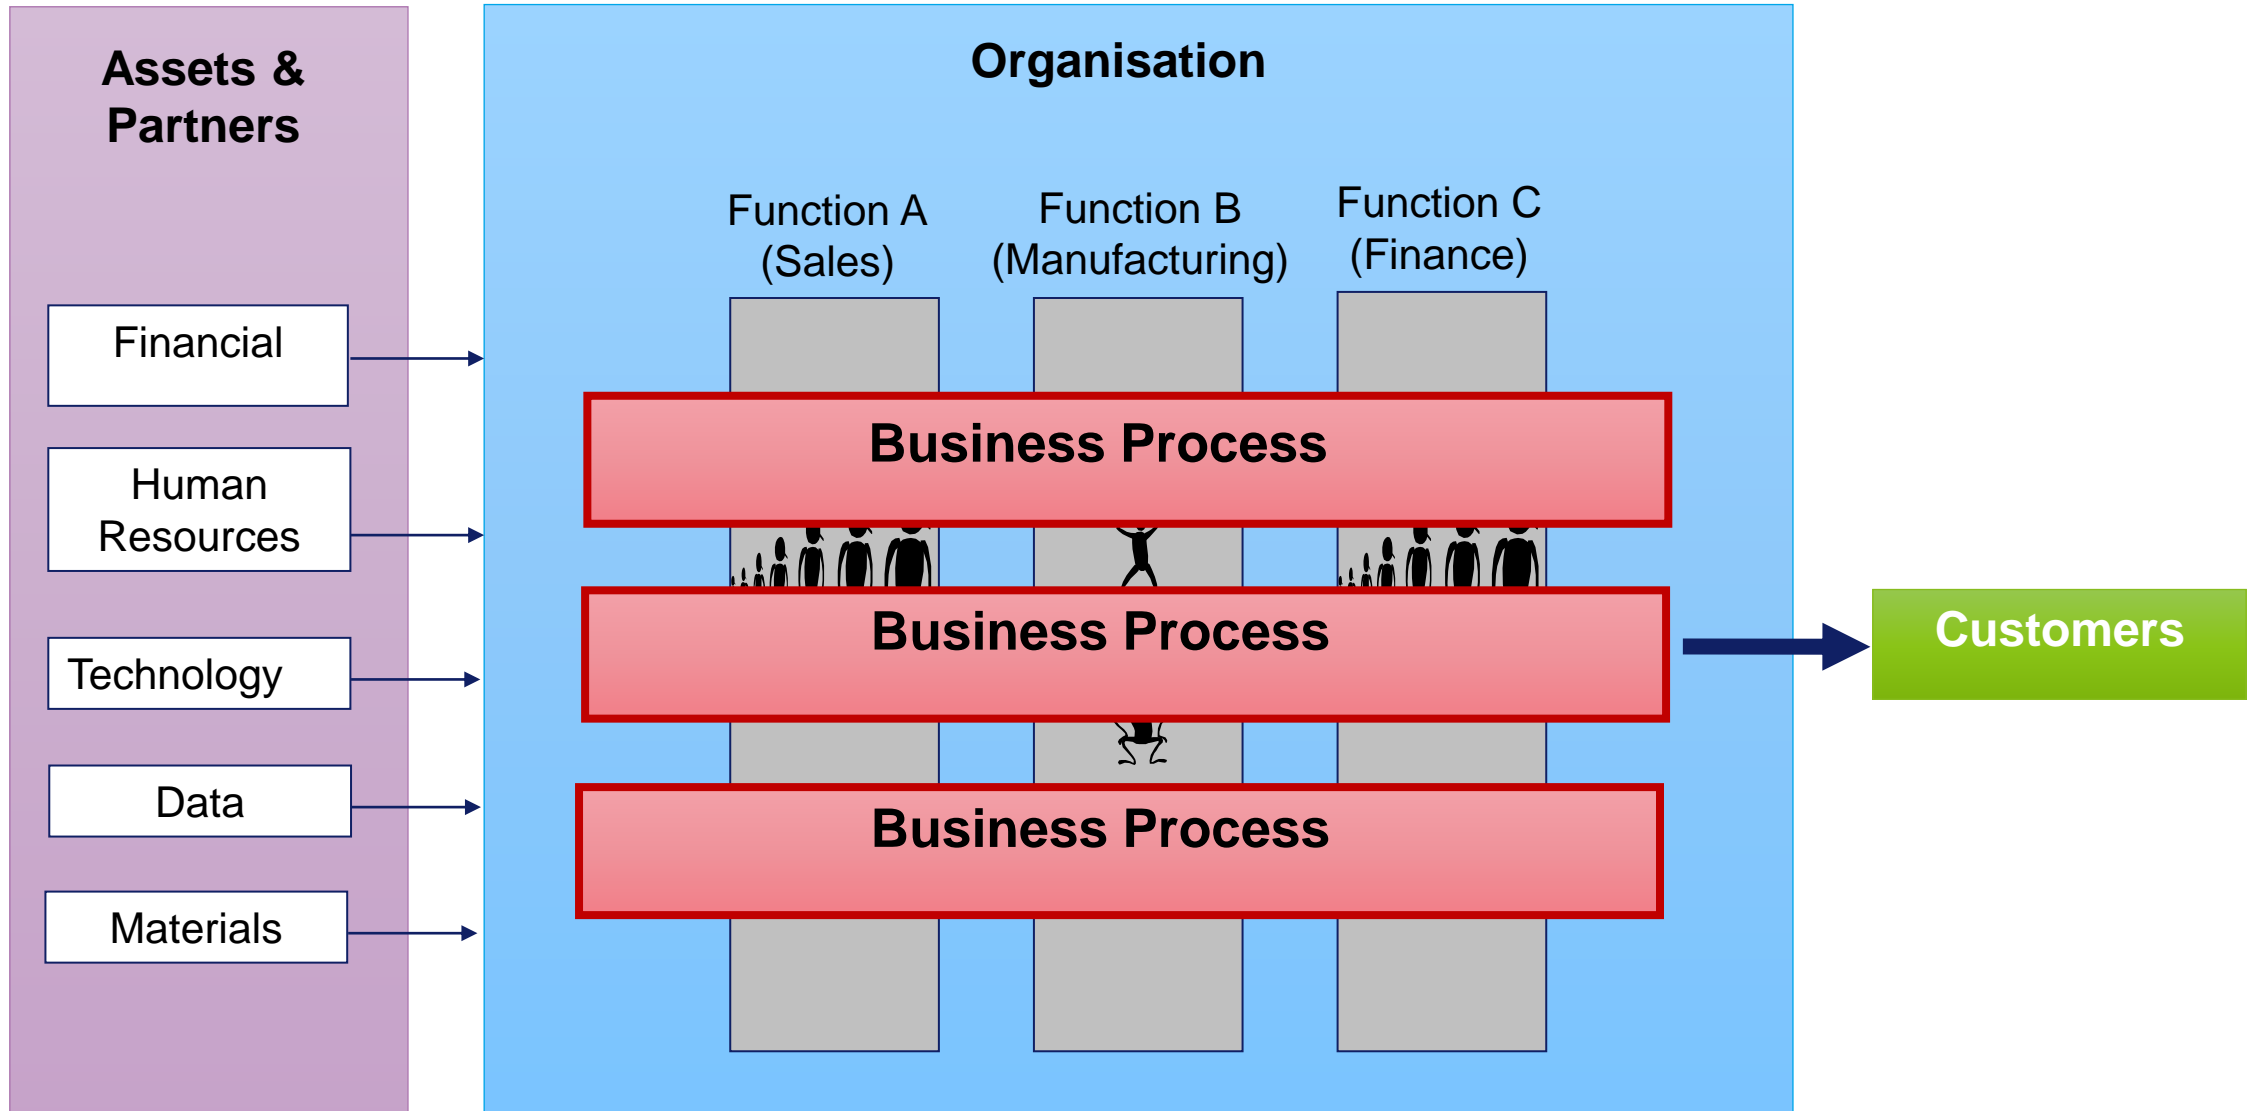 Assets &
Partners
Financial
Human
Resources
Technology
Data
Materials
Organisation
Function A
(Sales)
Function B
(Manufacturing)
Function C
(Finance)
Business Process
Business Process
Business Process
Customers